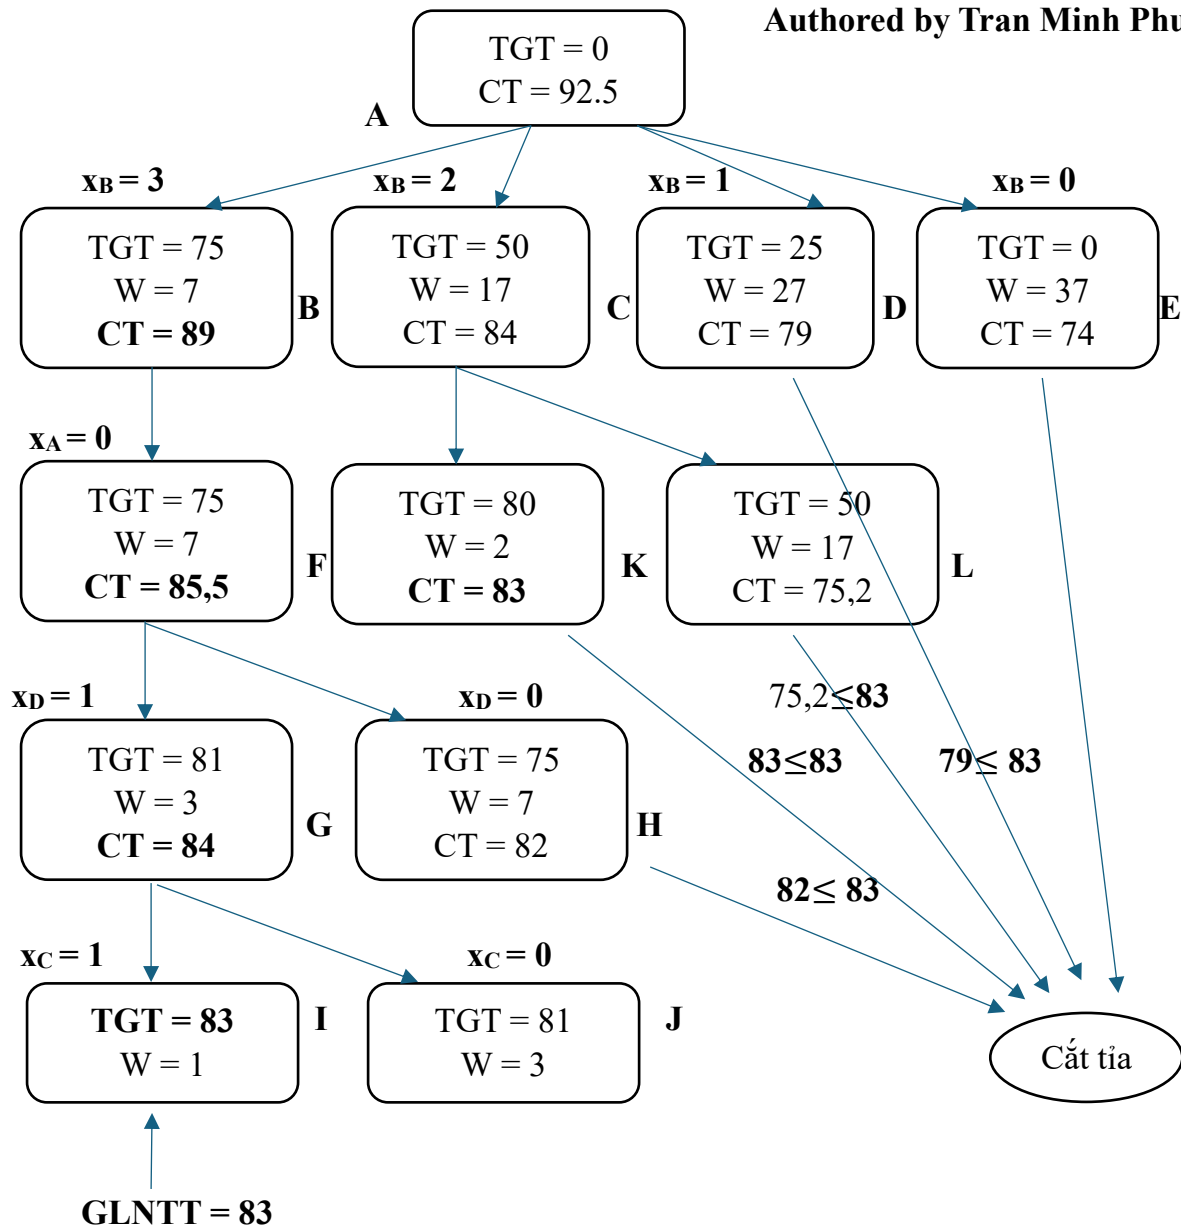 Authored by Tran Minh Phu
TGT = 0
CT = 92.5
A
xB = 3
xB = 2
xB = 1
xB = 0
TGT = 75
W = 7
CT = 89
B
TGT = 50
W = 17
CT = 84
C
TGT = 25
W = 27
CT = 79
D
TGT = 0
W = 37
CT = 74
E
xA = 0
TGT = 75
W = 7
CT = 85,5
F
TGT = 80
W = 2
CT = 83
K
TGT = 50
W = 17
CT = 75,2
L
xD = 1
xD = 0
75,2≤83
83≤83
79≤ 83
TGT = 81
W = 3
CT = 84
G
TGT = 75
W = 7
CT = 82
H
82≤ 83
xC = 1
xC = 0
TGT = 83
W = 1
I
TGT = 81
W = 3
J
Cắt tỉa
GLNTT = 83